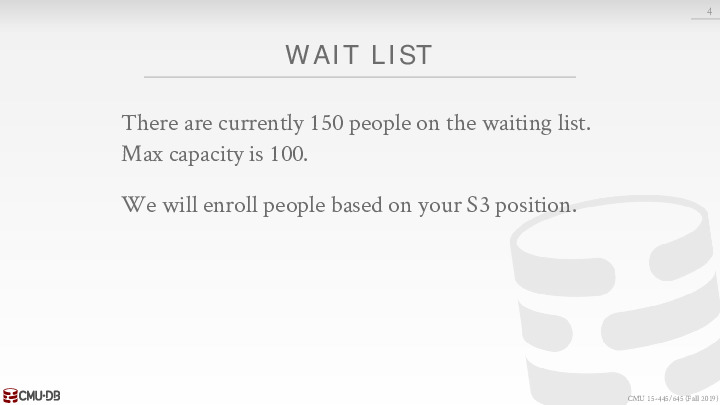 4
WAIT LIST
There are currently 150 people on the waiting list.
Max capacity is 100.
We will enroll people based on your S3 position.
CMU·DB
CMU 15-445/645 (Fall 2019)